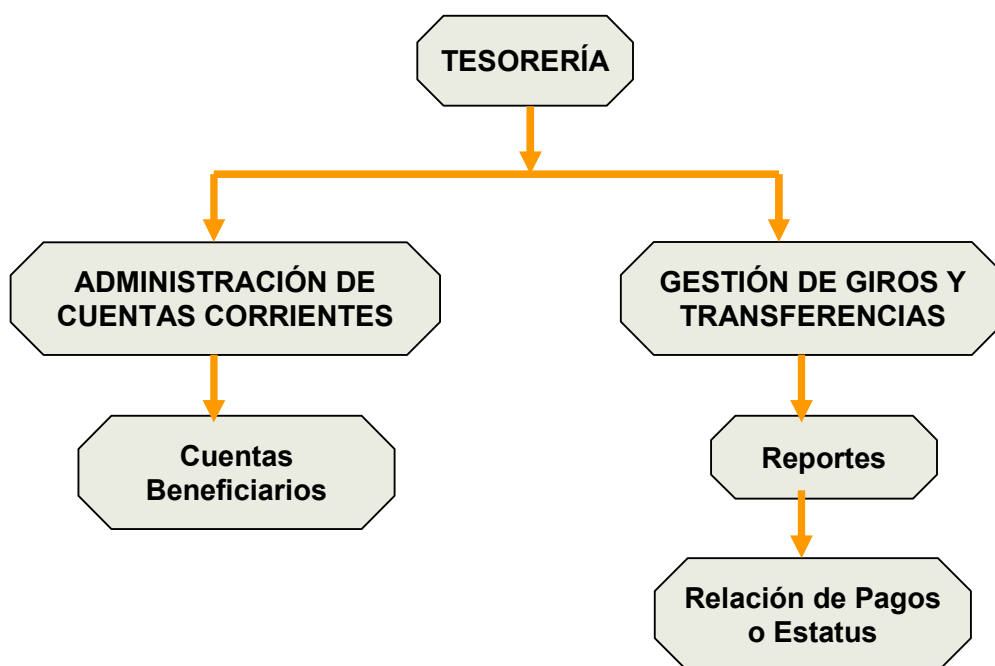 TESORERÍA
ADMINISTRACIÓN DE
CUENTAS CORRIENTES
GESTIÓN DE GIROS Y
TRANSFERENCIAS
Cuentas
Beneficiarios
Reportes
Relación de Pagos
o Estatus